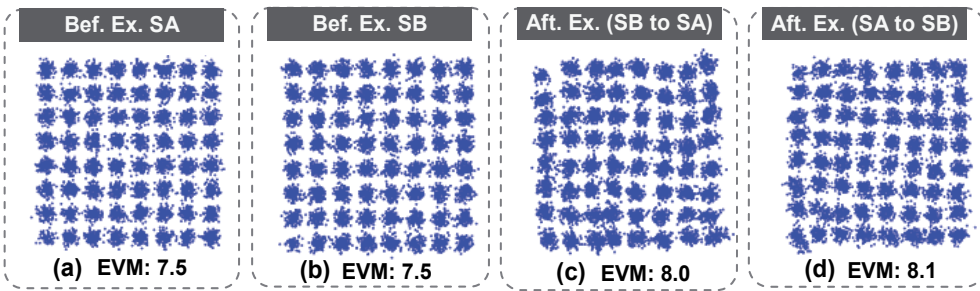 Bef. Ex. SA
Bef. Ex. SB
Aft. Ex. (SB to SA)
Aft. Ex. (SA to SB)
(a) EVM: 7.5
(b) EVM: 7.5
(c) EVM: 8.0
(d) EVM: 8.1